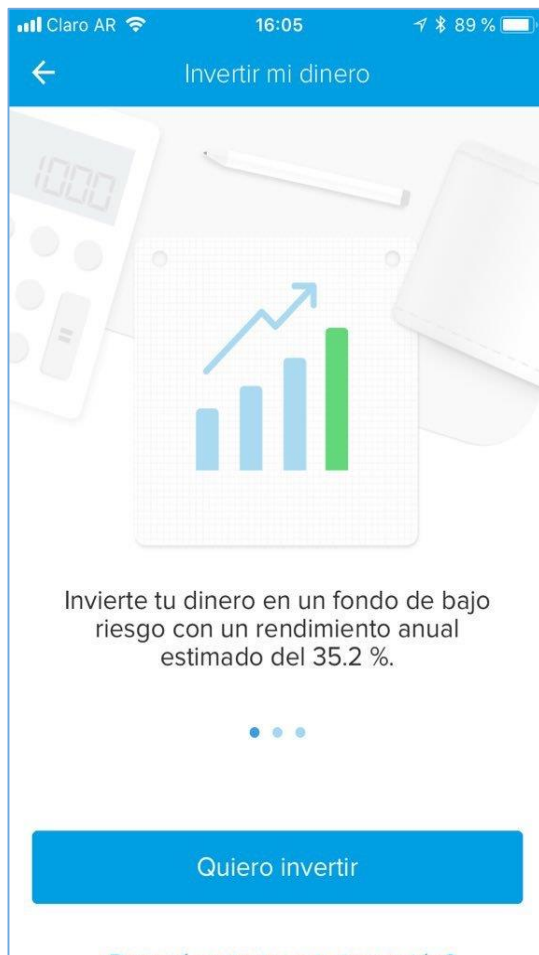 Claro AR 16:05 89 %
Invertir mi dinero
1000
Invierte tu dinero en un fondo de bajo
riesgo con un rendimiento anual
estimado del 35.2 %.
Quiero invertir